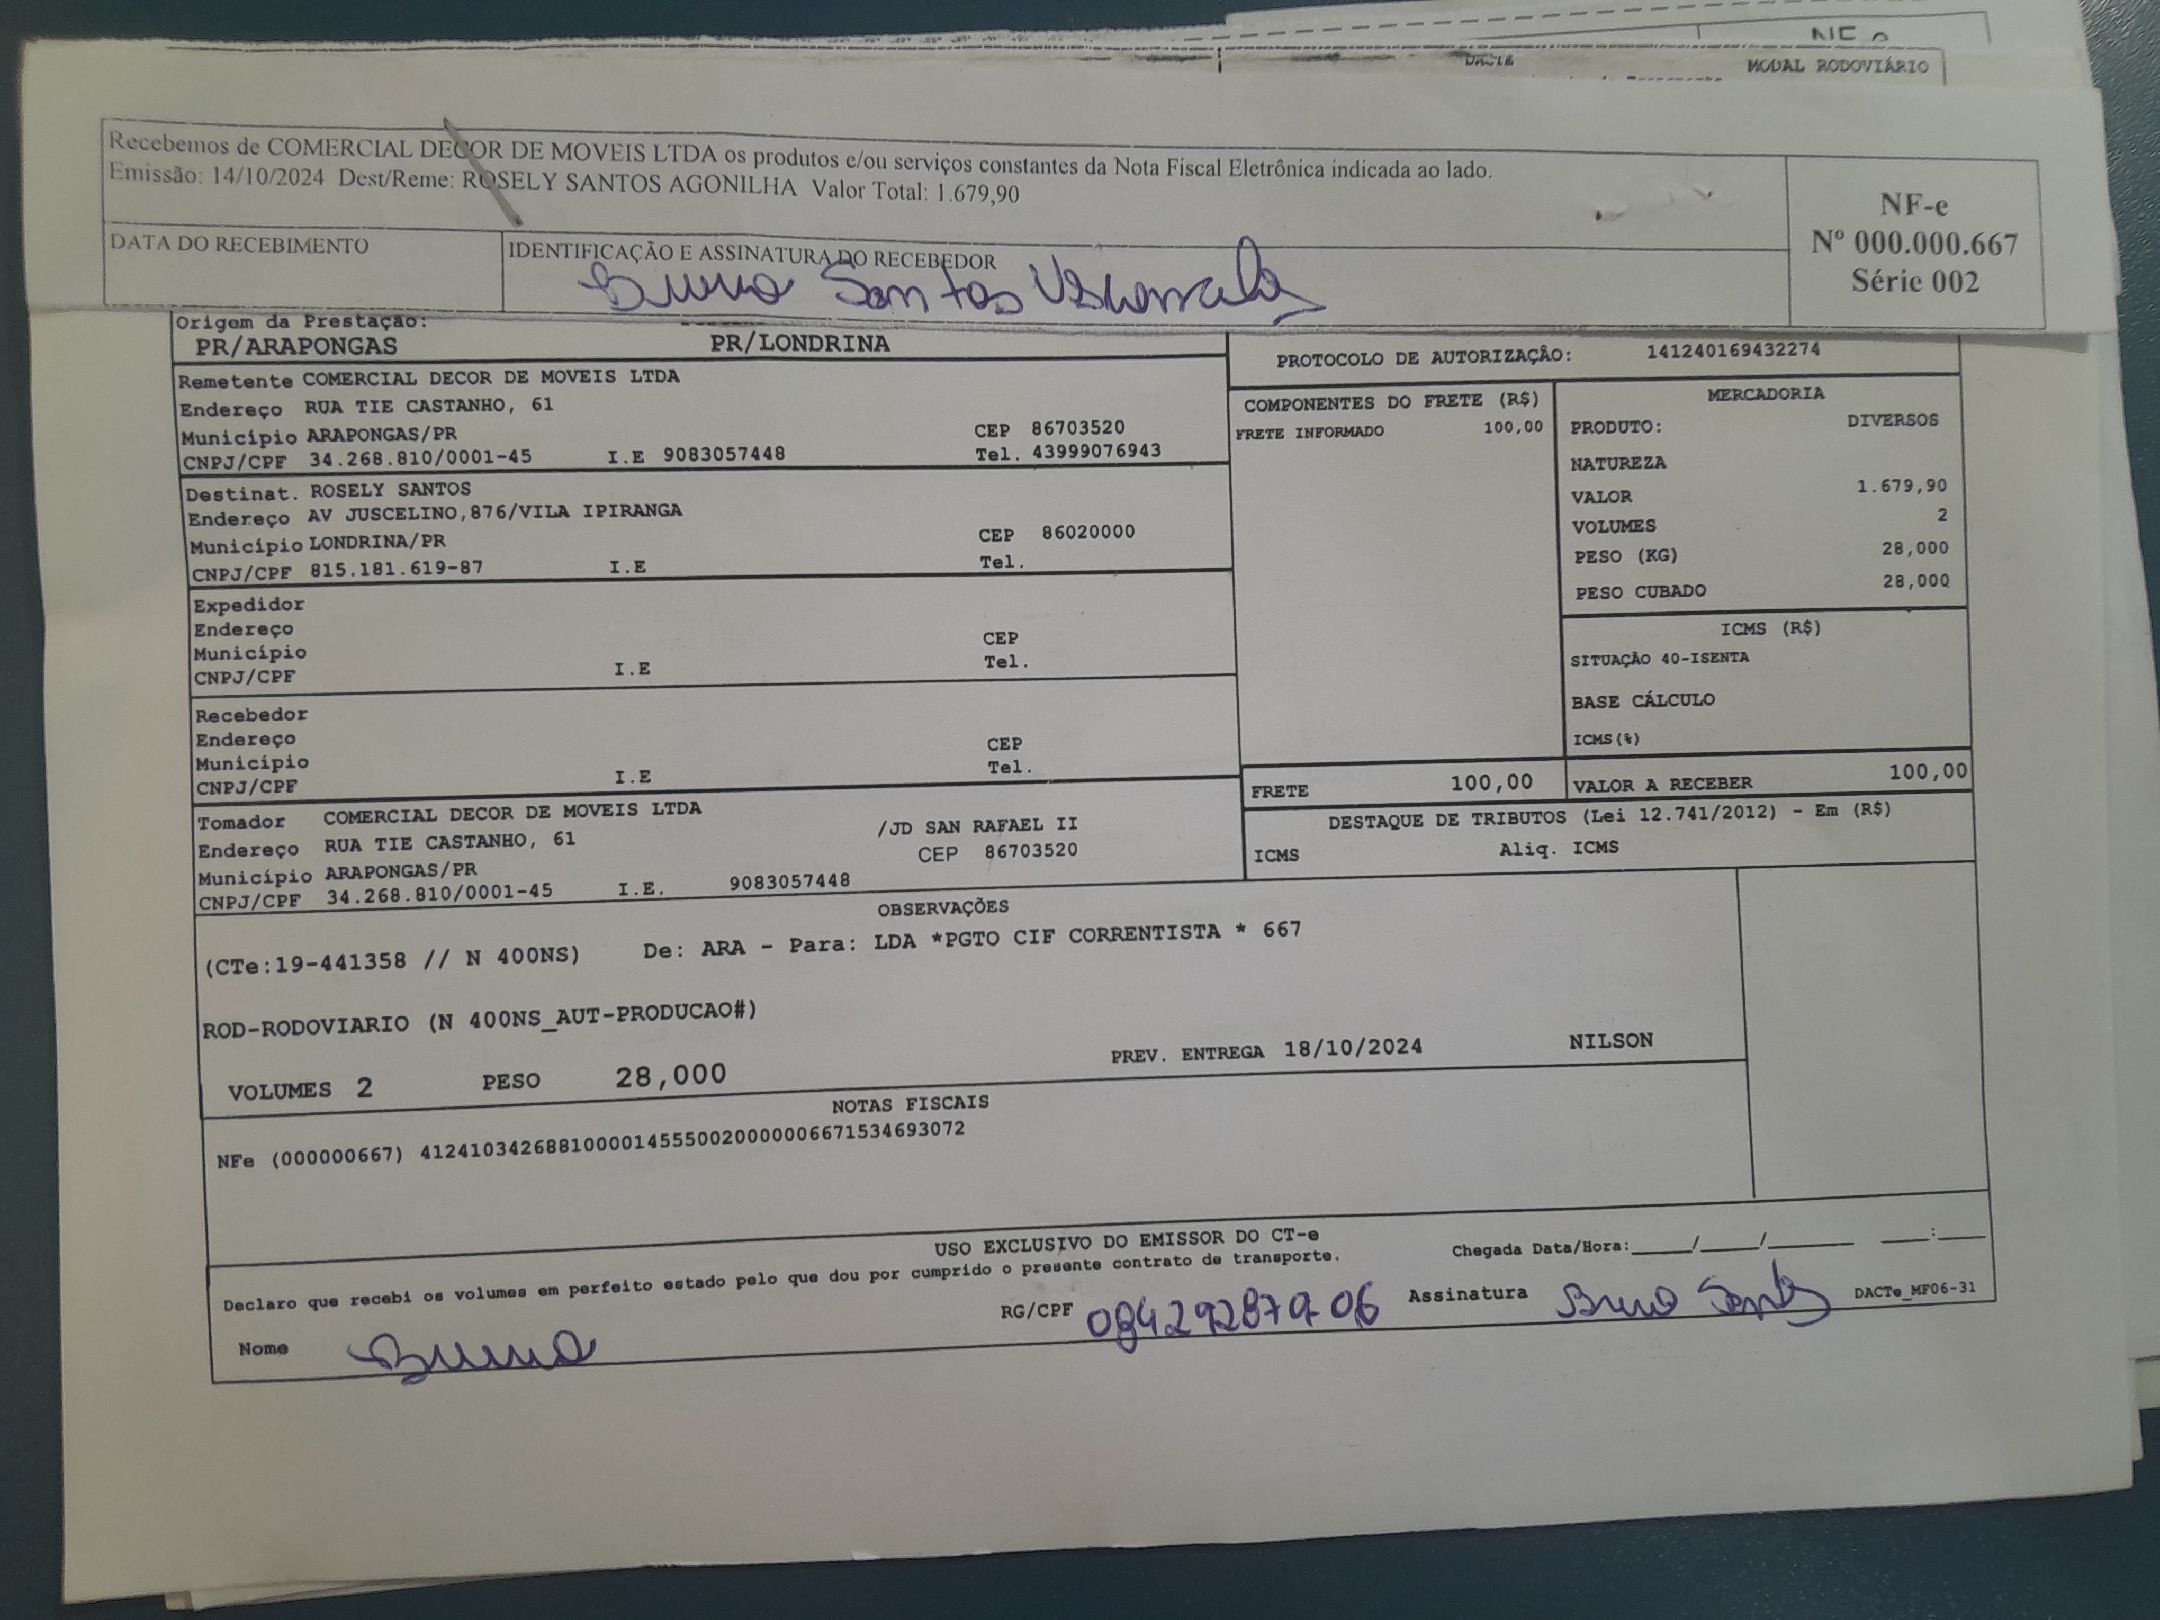 MODAL RODOVIÁRIO
Recebemos de COMERCIAL DECOR DE MOVEIS LTDA os produtos e/ou serviços constantes da Nota Fiscal Eletrônica indicada ao lado.
Emissão: 14/10/2024 Dest/Reme: ROSELY SANTOS AGONILHA Valor Total: 1.679,90
NF-e
Nº 000.000.667
Série 002
DATA DO RECEBIMENTO
IDENTIFICAÇÃO E ASSINATURA DO RECEBEDOR
Bruno Santos
Origem da Prestação:
PR/ARAPONGAS PR/LONDRINA
PROTOCOLO DE AUTORIZAÇÃO: 141240169432274
Remetente COMERCIAL DECOR DE MOVEIS LTDA
Endereço RUA TIE CASTANHO, 61
Município ARAPONGAS/PR CEP 86703520
CNPJ/CPF 34.268.810/0001-45 I.E 9083057448 Tel. 43999076943
Destinat. ROSELY SANTOS
Endereço AV JUSCELINO,876/VILA IPIRANGA
Município LONDRINA/PR CEP 86020000
CNPJ/CPF 815.181.619-87 I.E Tel.
Expedidor
Endereço
Município CEP
CNPJ/CPF I.E Tel.
Recebedor
Endereço
Município CEP
CNPJ/CPF I.E Tel.
Tomador COMERCIAL DECOR DE MOVEIS LTDA
Endereço RUA TIE CASTANHO, 61 /JD SAN RAFAEL II
Município ARAPONGAS/PR CEP 86703520
CNPJ/CPF 34.268.810/0001-45 I.E. 9083057448
COMPONENTES DO FRETE (R$)
FRETE INFORMADO 100,00
MERCADORIA
PRODUTO: DIVERSOS
NATUREZA
VALOR 1.679,90
VOLUMES 2
PESO (KG) 28,000
PESO CUBADO 28,000
ICMS (R$)
SITUAÇÃO 40-ISENTA
BASE CÁLCULO
ICMS(%)
FRETE 100,00 VALOR A RECEBER 100,00
DESTAQUE DE TRIBUTOS (Lei 12.741/2012) - Em (R$)
ICMS Aliq. ICMS
OBSERVAÇÕES
(CTe:19-441358 // N 400NS) De: ARA - Para: LDA *PGTO CIF CORRENTISTA * 667
ROD-RODOVIARIO (N 400NS_AUT-PRODUCAO#)
VOLUMES 2 PESO 28,000 PREV. ENTREGA 18/10/2024 NILSON
NOTAS FISCAIS
NFe (000000667) 41241034268810000145550020000006671534693072
USO EXCLUSIVO DO EMISSOR DO CT-e
Declaro que recebi os volumes em perfeito estado pelo que dou por cumprido o presente contrato de transporte.
Chegada Data/Hora:____/____/______ ___:____
Nome Bruno RG/CPF 084292879-06 Assinatura Bruno Santos DACTe_MF06-31